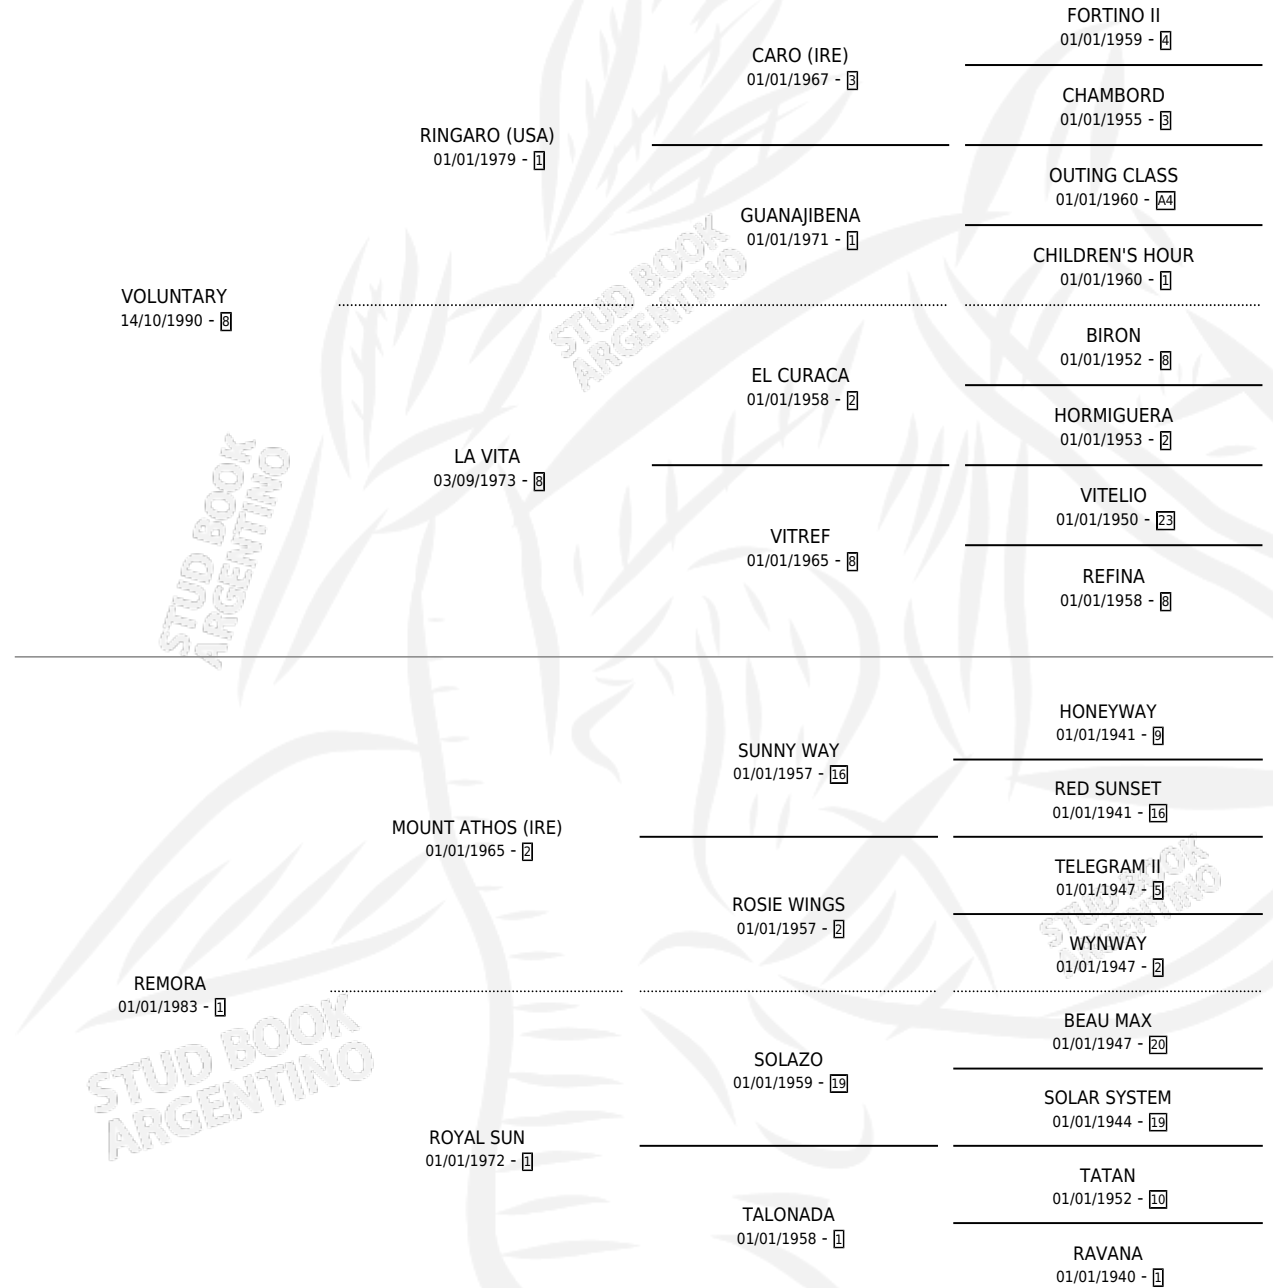 FORTINO II
01/01/1959 - 4
CARO (IRE)
01/01/1967 - 3
CHAMBORD
01/01/1955 - 3
RINGARO (USA)
01/01/1979 - 1
OUTING CLASS
01/01/1960 - A4
GUANAJIBENA
01/01/1971 - 1
CHILDREN'S HOUR
01/01/1960 - 1
VOLUNTARY
14/10/1990 - 8
BIRON
01/01/1952 - 8
EL CURACA
01/01/1958 - 2
HORMIGUERA
01/01/1953 - 2
LA VITA
03/09/1973 - 8
VITELIO
01/01/1950 - 23
VITREF
01/01/1965 - 8
REFINA
01/01/1958 - 8
STUD BOOK
ARGENTINO
STUD BOOK
ARGENTINO
HONEYWAY
01/01/1941 - 9
SUNNY WAY
01/01/1957 - 16
RED SUNSET
01/01/1941 - 16
MOUNT ATHOS (IRE)
01/01/1965 - 2
TELEGRAM II
01/01/1947 - 5
ROSIE WINGS
01/01/1957 - 2
WYNWAY
01/01/1947 - 2
REMORA
01/01/1983 - 1
BEAU MAX
01/01/1947 - 20
SOLAZO
01/01/1959 - 19
SOLAR SYSTEM
01/01/1944 - 19
ROYAL SUN
01/01/1972 - 1
TATAN
01/01/1952 - 10
TALONADA
01/01/1958 - 1
RAVANA
01/01/1940 - 1
STUD BOOK
ARGENTINO
STUD BOOK
ARGENTINO